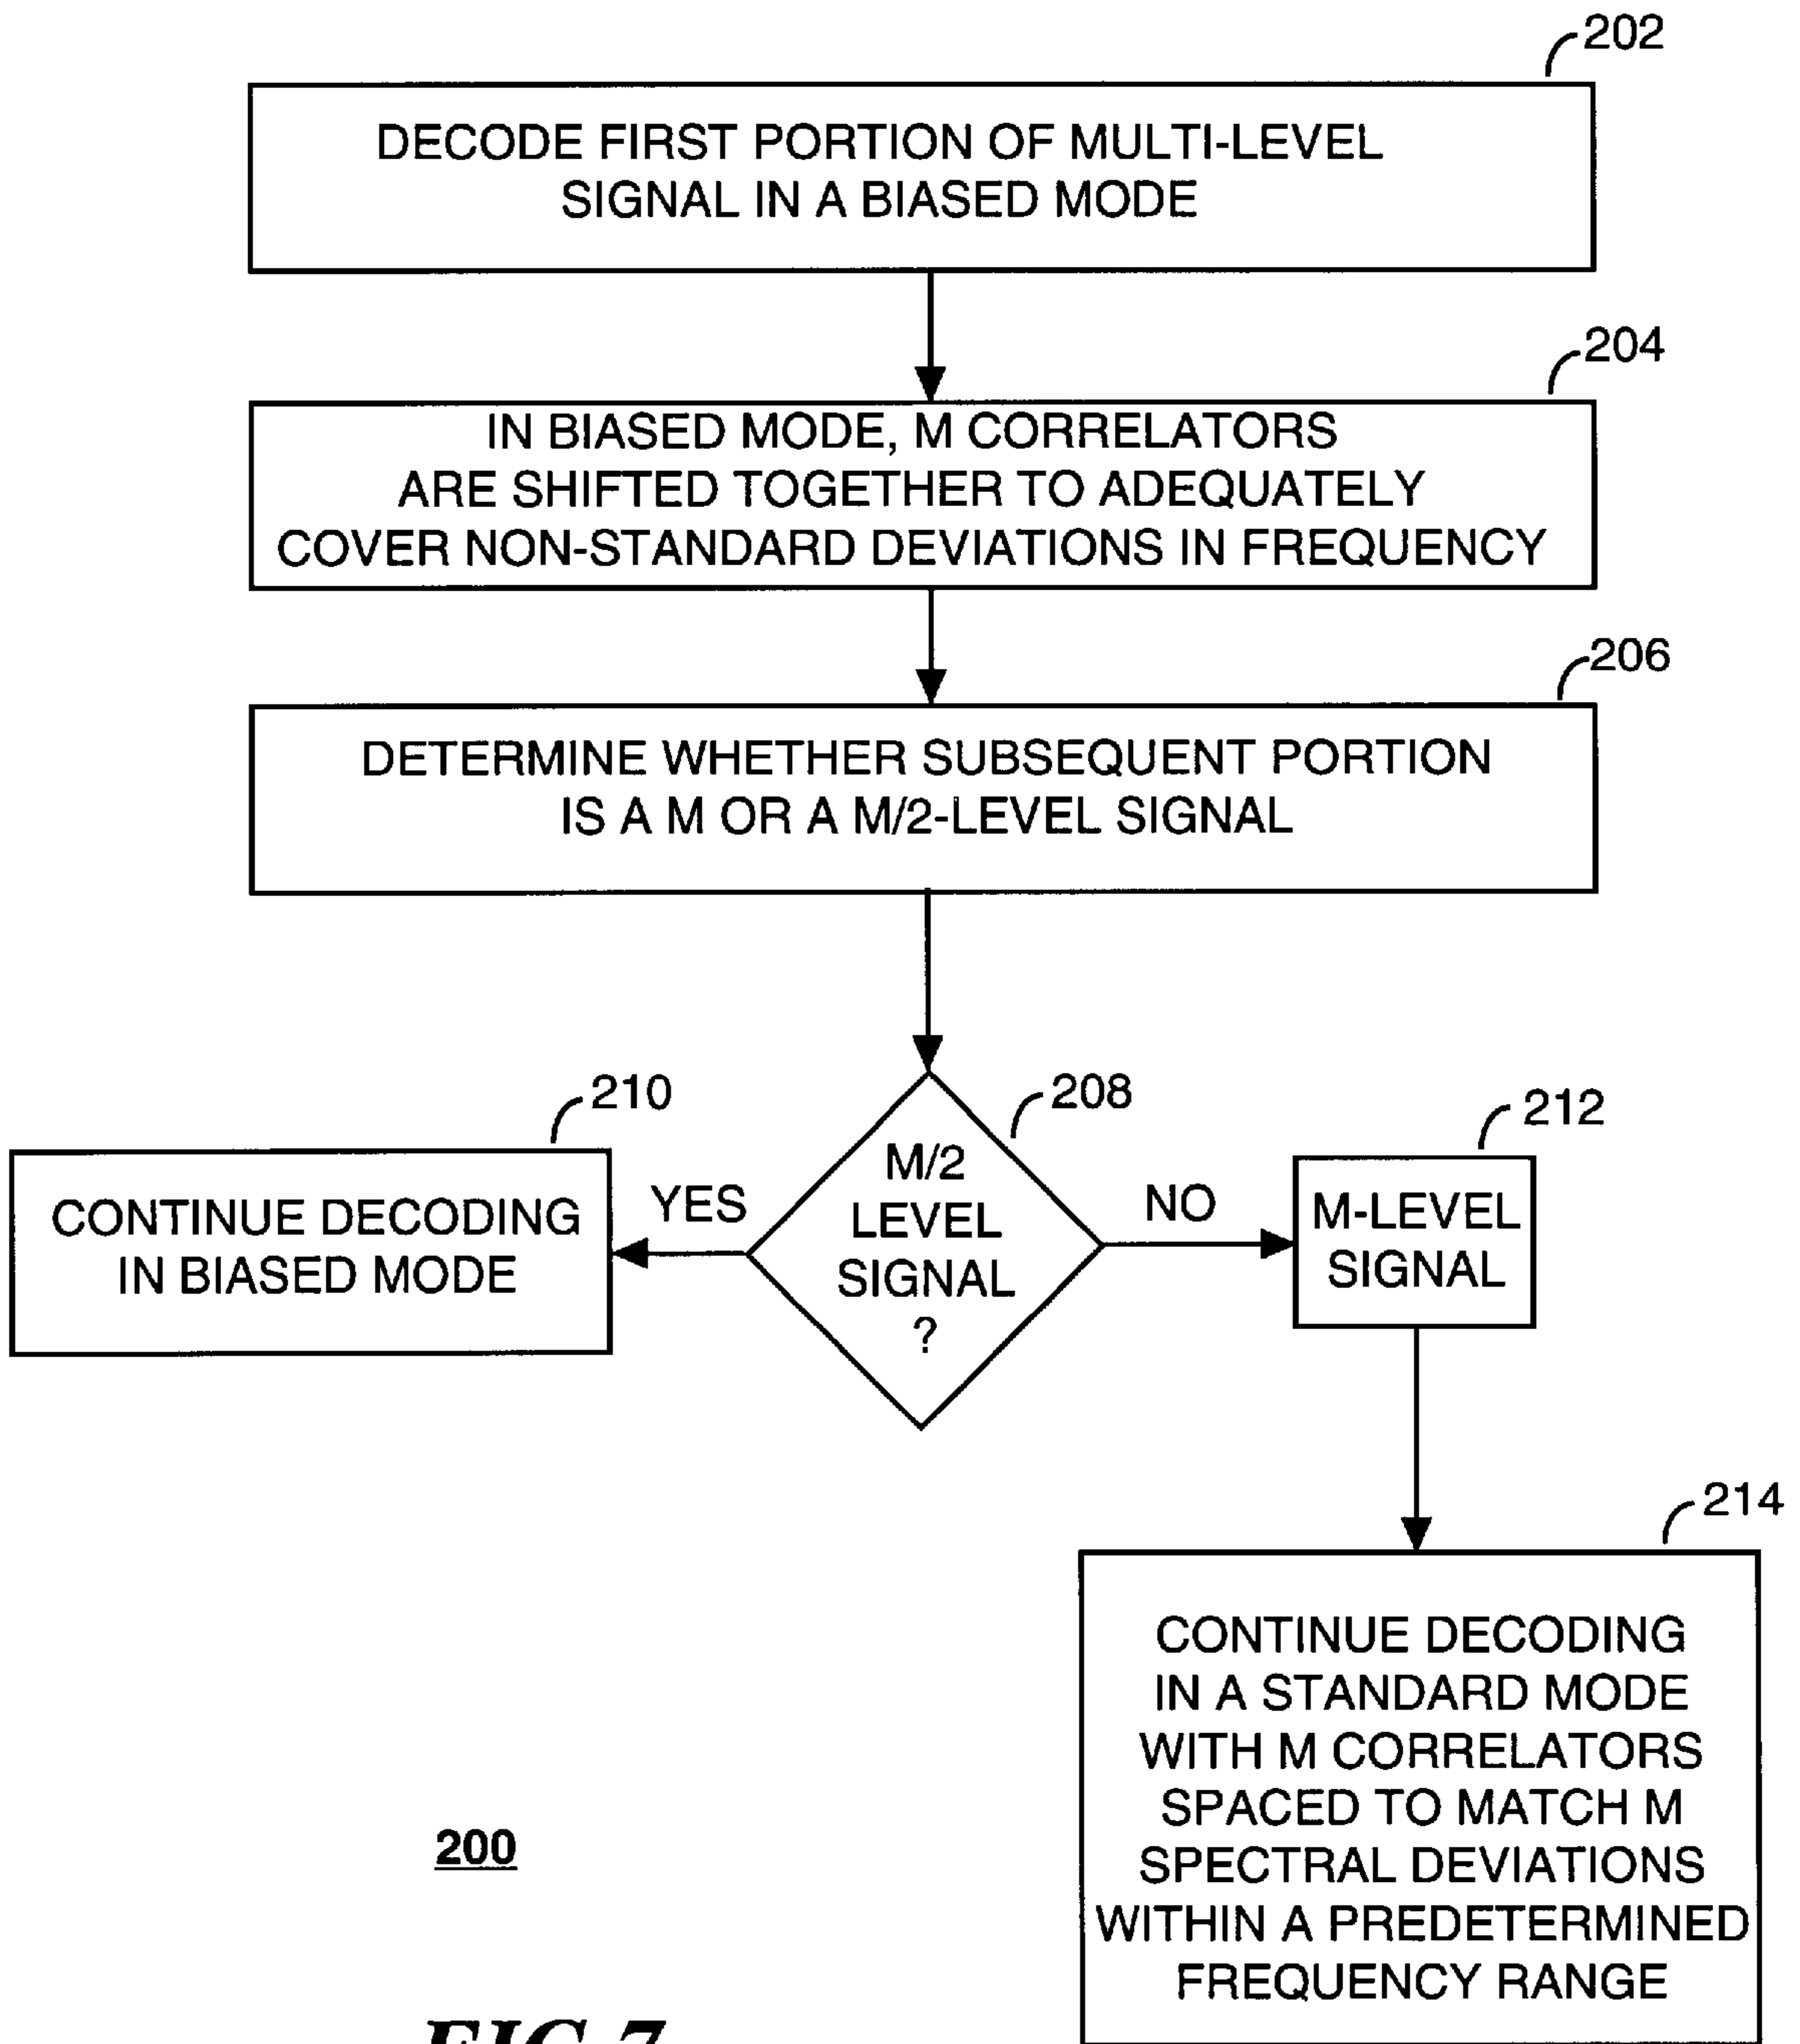 202
DECODE FIRST PORTION OF MULTI-LEVEL
SIGNAL IN A BIASED MODE
204
IN BIASED MODE, M CORRELATORS
ARE SHIFTED TOGETHER TO ADEQUATELY
COVER NON-STANDARD DEVIATIONS IN FREQUENCY
206
DETERMINE WHETHER SUBSEQUENT PORTION
IS A M OR A M/2-LEVEL SIGNAL
208
M/2
LEVEL
SIGNAL
?
YES
210
CONTINUE DECODING
IN BIASED MODE
NO
212
M-LEVEL
SIGNAL
214
CONTINUE DECODING
IN A STANDARD MODE
WITH M CORRELATORS
SPACED TO MATCH M
SPECTRAL DEVIATIONS
WITHIN A PREDETERMINED
FREQUENCY RANGE
200
FIG.7